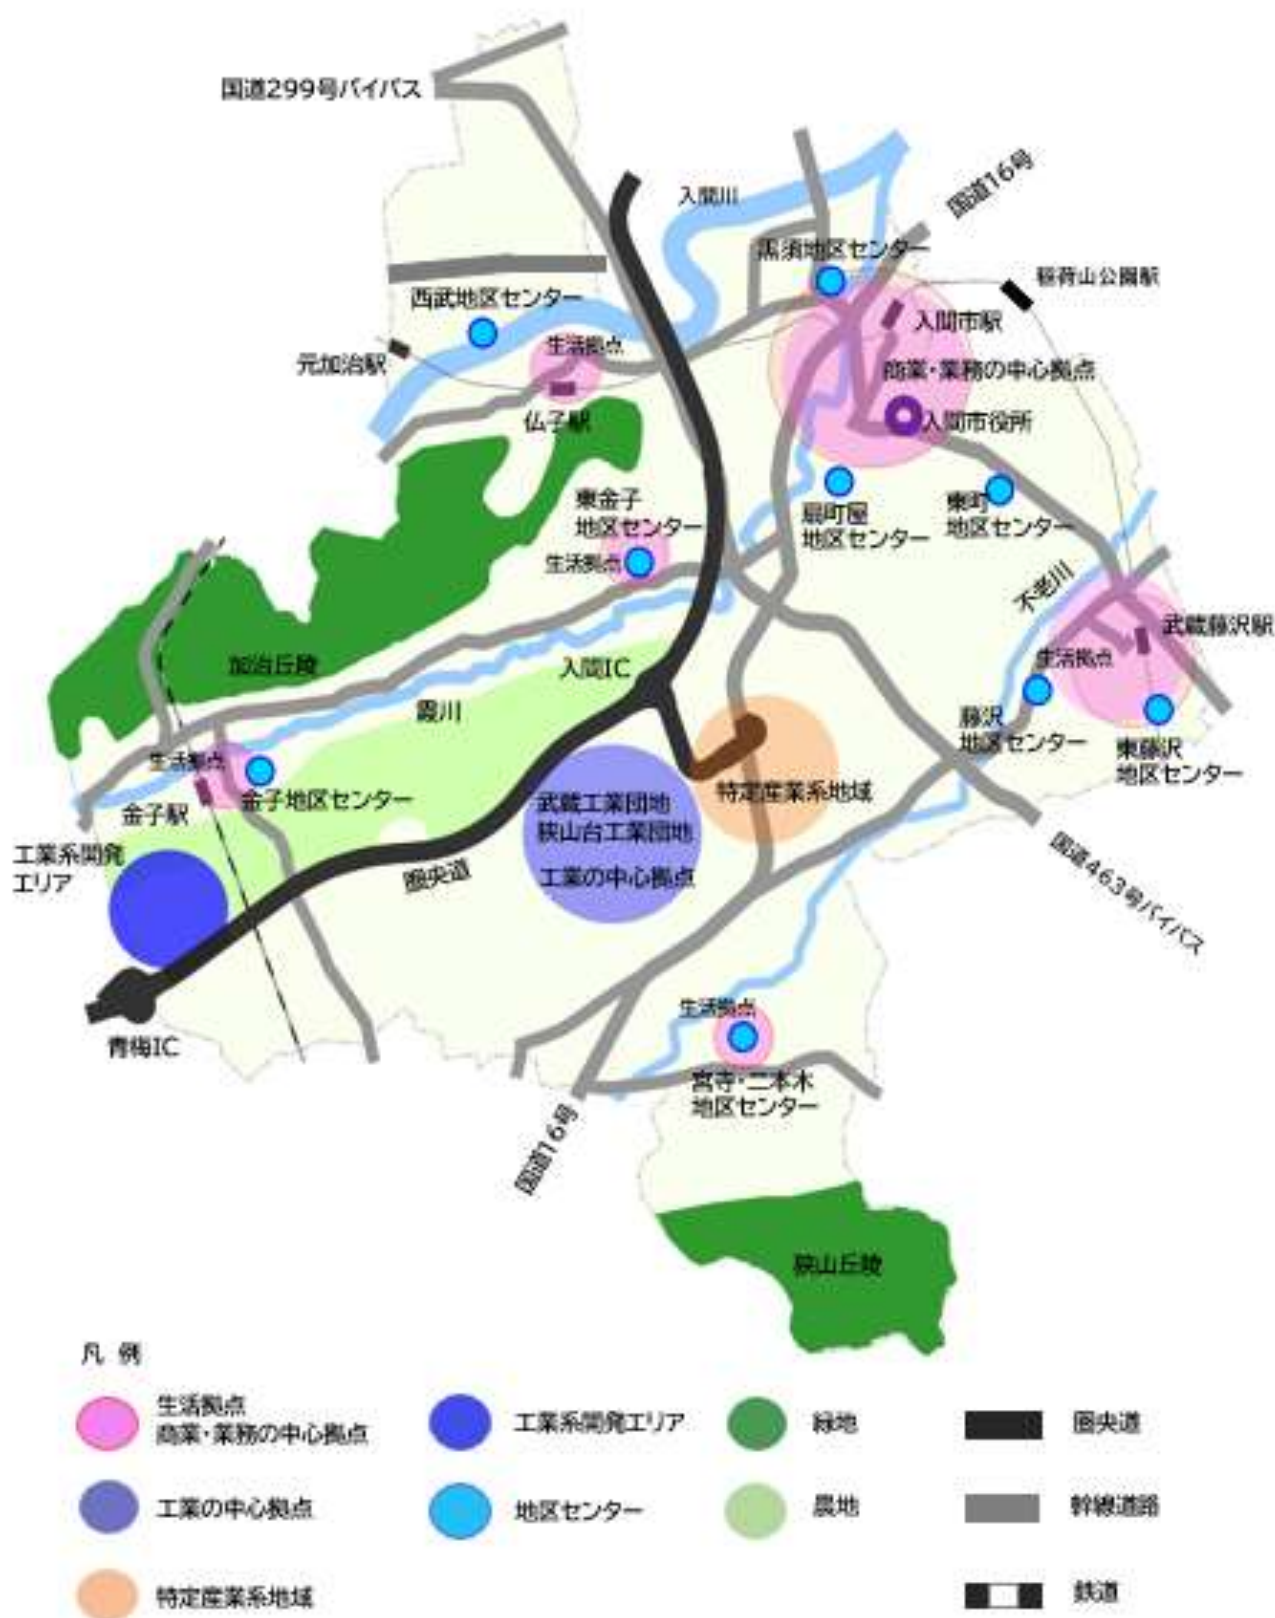 国道299号バイパス
入間川
国道16号
黒須地区センター
稲荷山公園駅
西武地区センター
入間市駅
元加治駅
生活拠点
商業・業務の中心拠点
仏子駅
入間市役所
東金子
地区センター
生活拠点
扇町屋
地区センター
東町
地区センター
不老川
武蔵藤沢駅
生活拠点
加治丘陵
入間IC
霞川
藤沢
地区センター
東藤沢
地区センター
生活拠点
金子駅
金子地区センター
特定産業系地域
武蔵工業団地
狭山台工業団地
工業の中心拠点
工業系開発
エリア
圏央道
国道463号バイパス
青梅IC
生活拠点
宮寺・二本木
地区センター
国道16号
狭山丘陵
凡 例
生活拠点
商業・業務の中心拠点
工業系開発エリア
緑地
圏央道
工業の中心拠点
地区センター
農地
幹線道路
特定産業系地域
鉄道